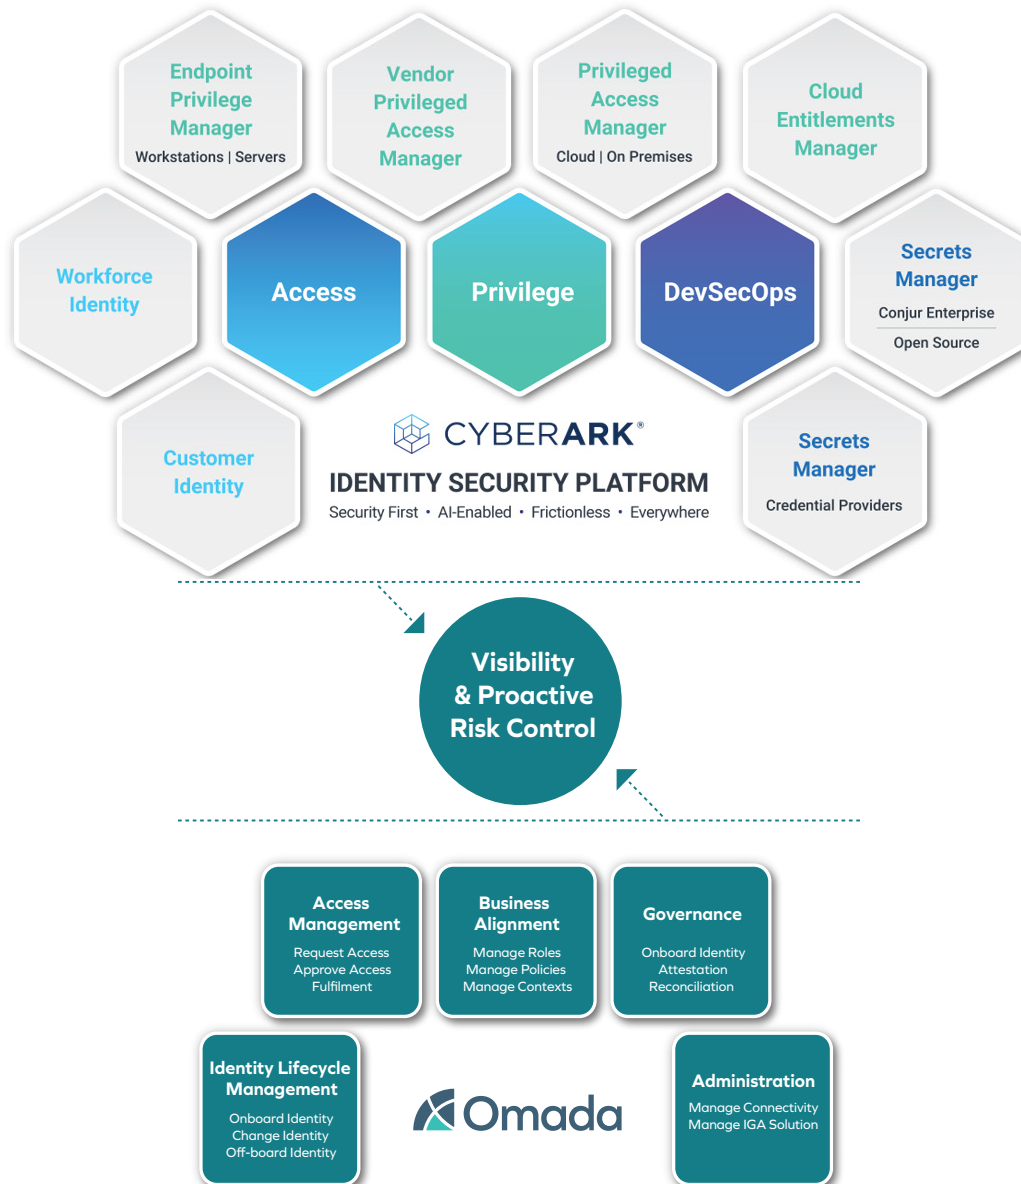 Endpoint
Privilege
Manager
Workstations | Servers
Vendor
Privileged
Access
Manager
Privileged
Access
Manager
Cloud | On Premises
Cloud
Entitlements
Manager
Workforce
Identity
Access
Privilege
DevSecOps
Secrets
Manager
Conjur Enterprise
Open Source
Customer
Identity
CYBERARK®
IDENTITY SECURITY PLATFORM
Security First • AI-Enabled • Frictionless • Everywhere
Secrets
Manager
Credential Providers
Visibility
& Proactive
Risk Control
Access
Management
Request Access
Approve Access
Fulfilment
Business
Alignment
Manage Roles
Manage Policies
Manage Contexts
Governance
Onboard Identity
Attestation
Reconciliation
Identity Lifecycle
Management
Onboard Identity
Change Identity
Off-board Identity
Omada
Administration
Manage Connectivity
Manage IGA Solution